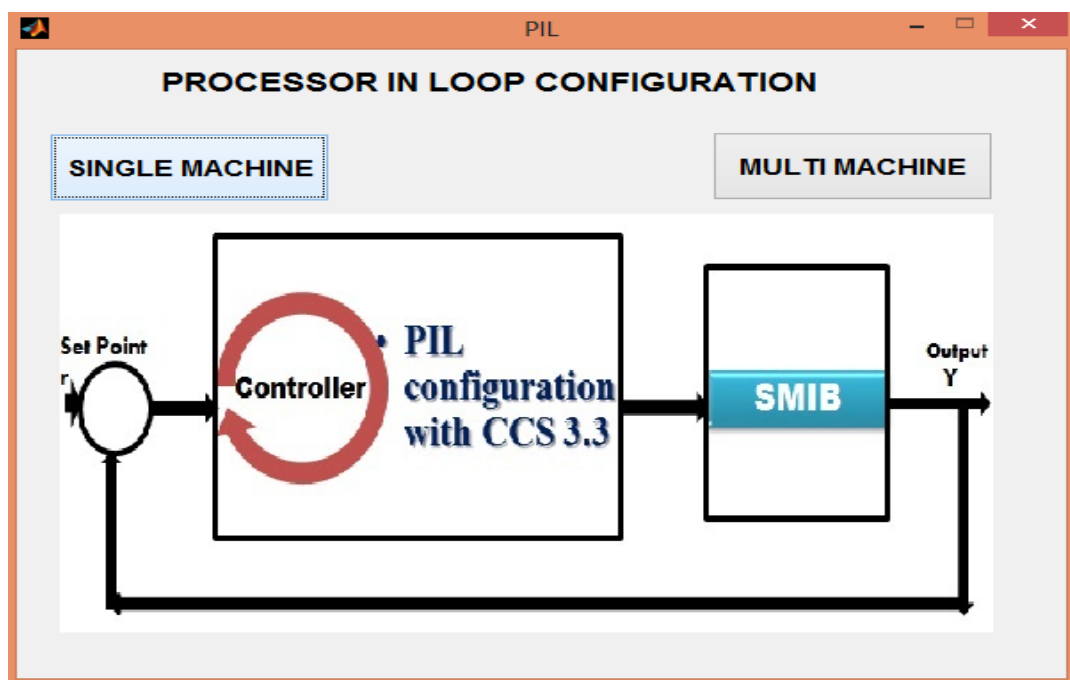 PIL
PROCESSOR IN LOOP CONFIGURATION
SINGLE MACHINE
MULTI MACHINE
Set Point
r
Controller
• PIL
configuration
with CCS 3.3
SMIB
Output
Y